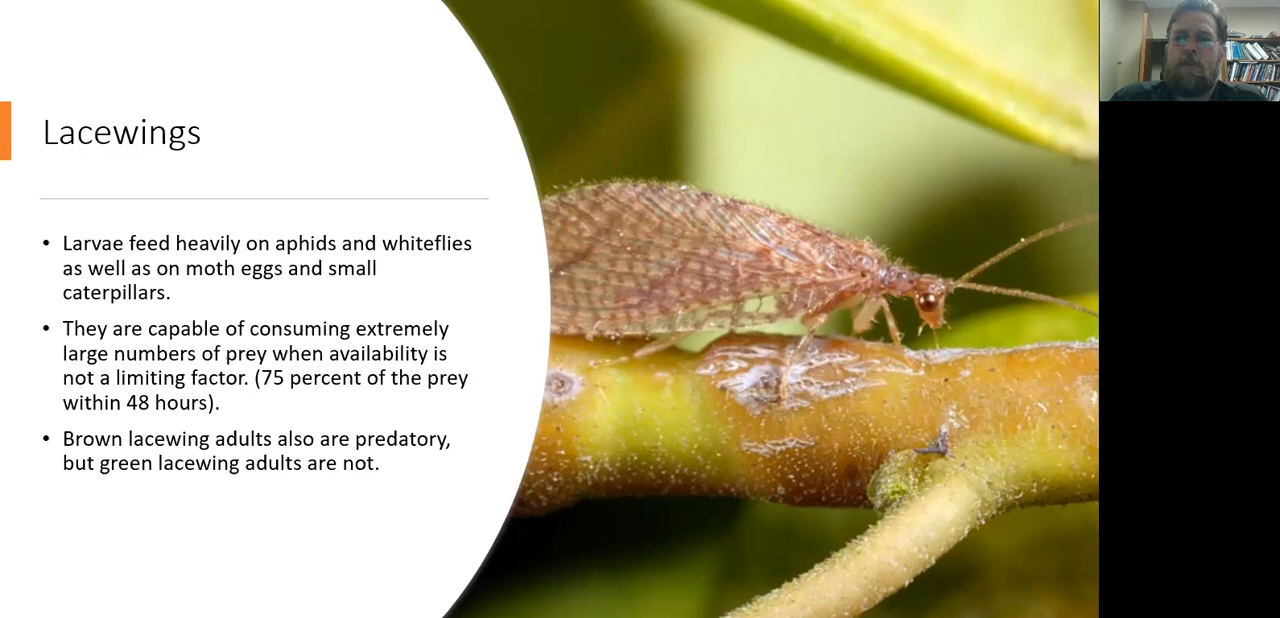 Lacewings
• Larvae feed heavily on aphids and whiteflies
as well as on moth eggs and small
caterpillars.
• They are capable of consuming extremely
large numbers of prey when availability is
not a limiting factor. (75 percent of the prey
within 48 hours).
• Brown lacewing adults also are predatory,
but green lacewing adults are not.